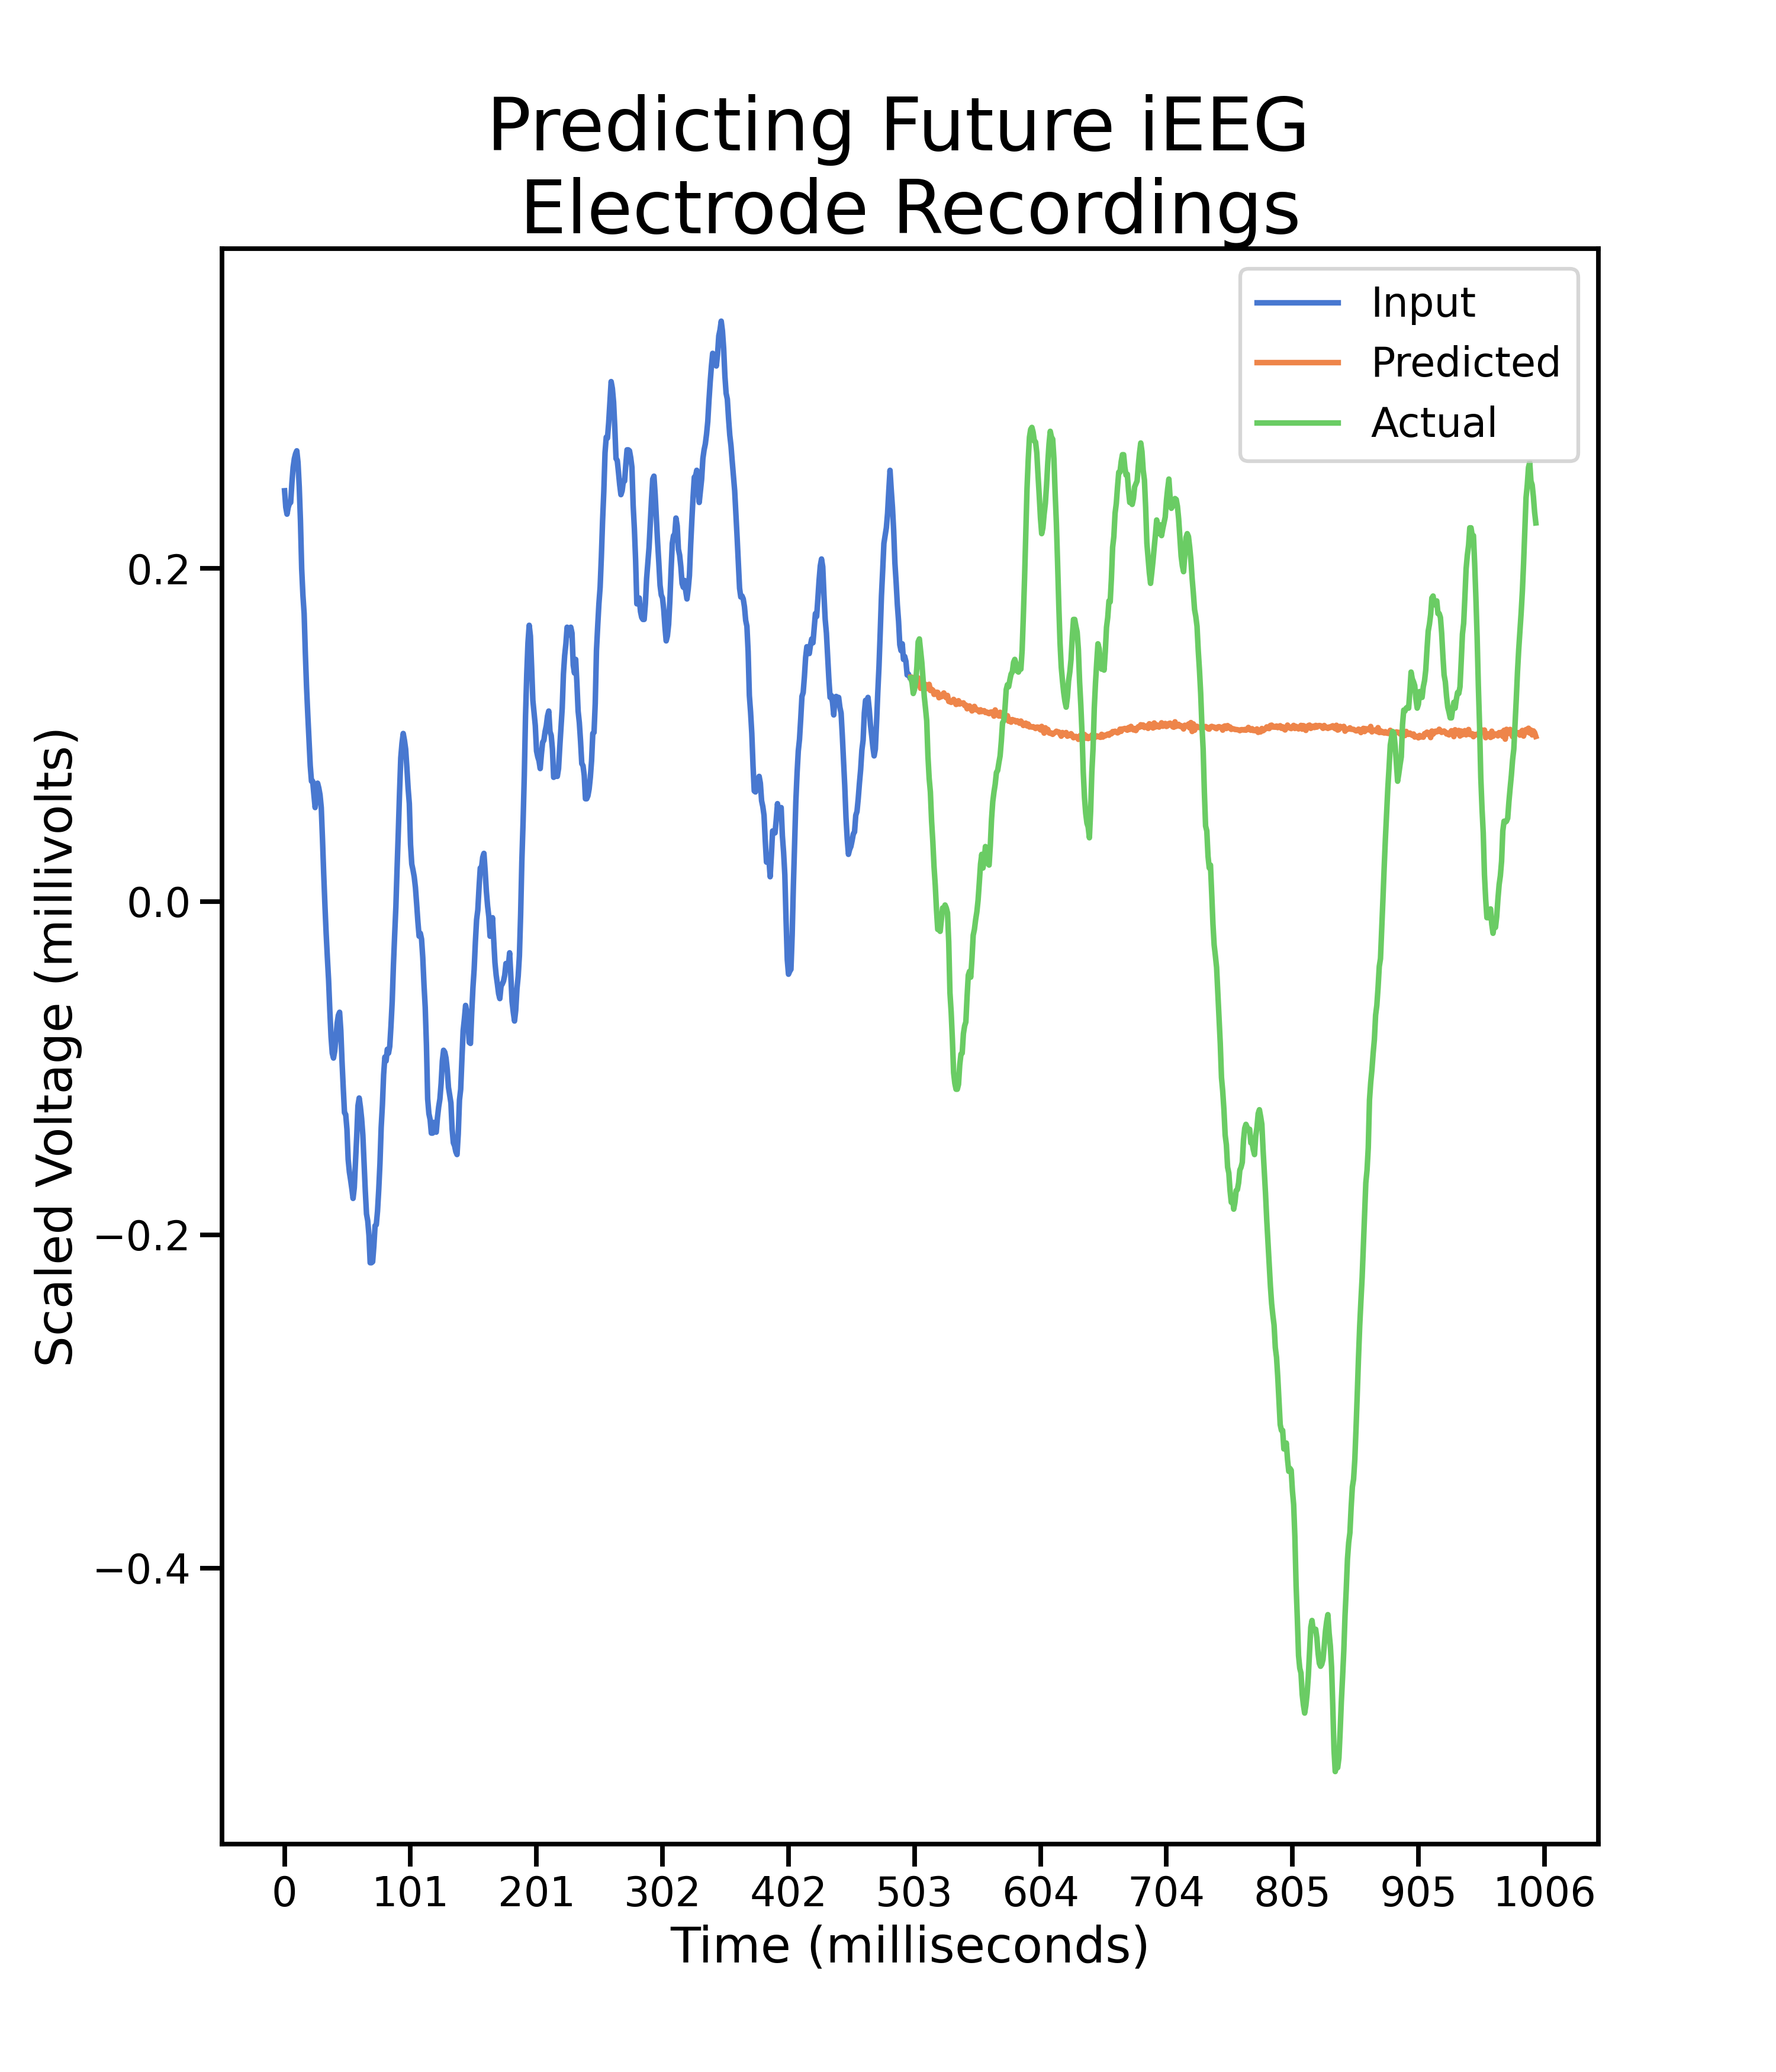 Predicting Future iEEG
Electrode Recordings
Input
Predicted
Actual
Scaled Voltage (millivolts)
0.2
0.0
−0.2
−0.4
0 101 201 302 402 503 604 704 805 905 1006
Time (milliseconds)